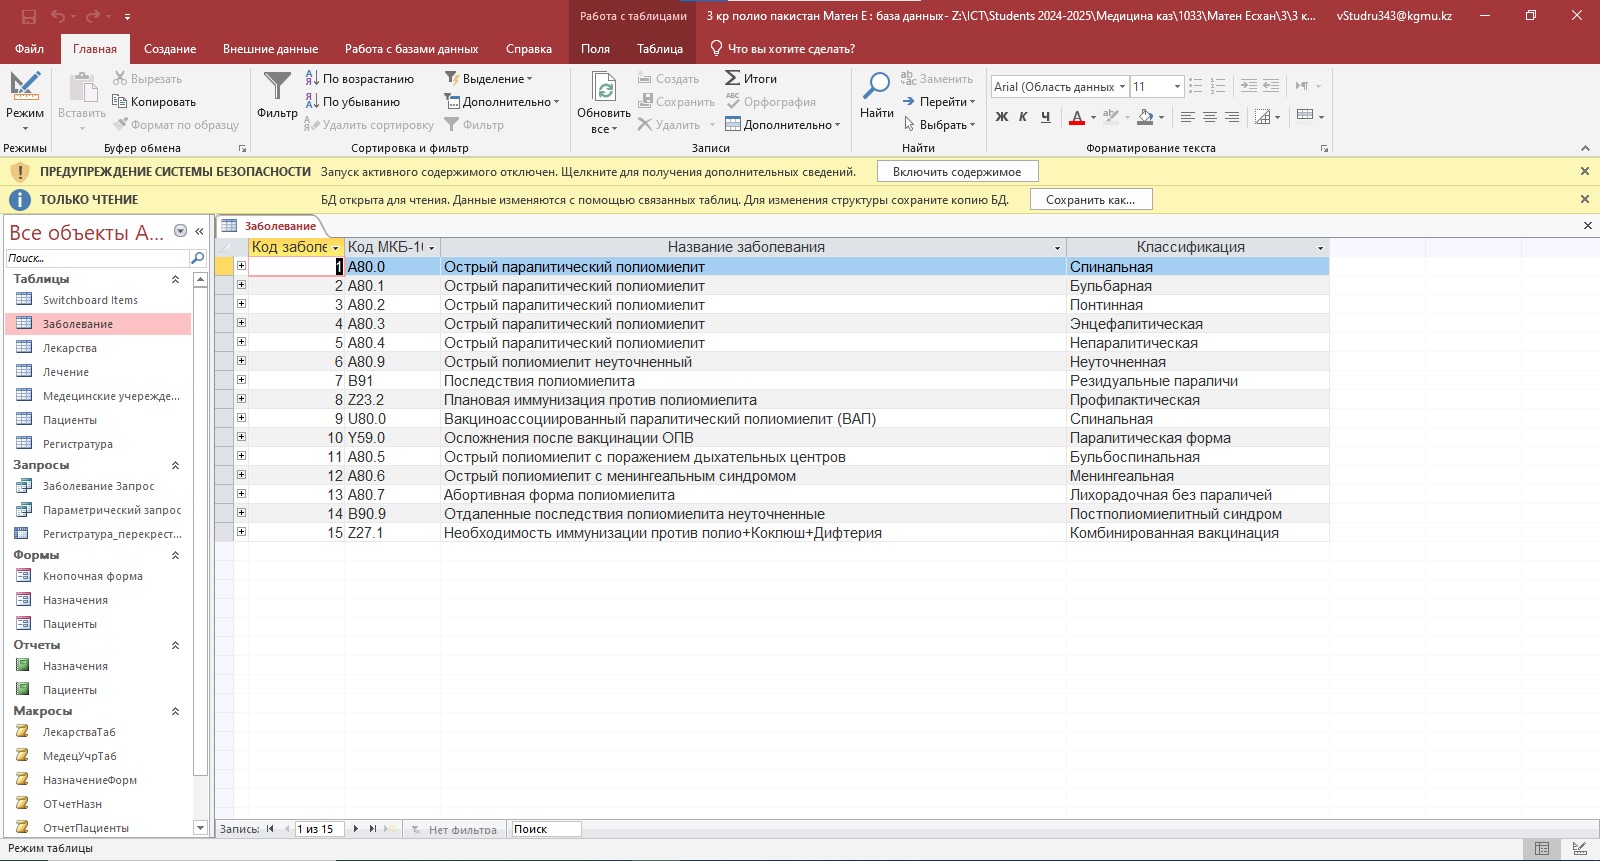 Работа с таблицами
3 кр полио пакистан Матен Е : база данных- Z:\ICT\Students 2024-2025\Медицина каз\1033\Матен Есхан\3\3 к...
vStudru343@kgmu.kz
Файл Главная Создание Внешние данные Работа с базами данных Справка Поля Таблица Что вы хотите сделать?
Режим
Режимы
Вставить
Вырезать
Копировать
Формат по образцу
Буфер обмена
Фильтр
По возрастанию
По убыванию
Удалить сортировку
Выделение
Дополнительно
Фильтр
Сортировка и фильтр
Обновить
все
Создать
Сохранить
Удалить
Итоги
Орфография
Дополнительно
Записи
Найти
Заменить
Перейти
Выбрать
Найти
Arial (Область данных 11
Ж К Ч
Форматирование текста
ПРЕДУПРЕЖДЕНИЕ СИСТЕМЫ БЕЗОПАСНОСТИ Запуск активного содержимого отключен. Щелкните для получения дополнительных сведений. Включить содержимое
ТОЛЬКО ЧТЕНИЕ БД открыта для чтения. Данные изменяются с помощью связанных таблиц. Для изменения структуры сохраните копию БД. Сохранить как...
Все объекты A...
Поиск...
Таблицы
Switchboard Items
Заболевание
Лекарства
Лечение
Медецинские учережде...
Пациенты
Регистратура
Запросы
Заболевание Запрос
Параметрический запрос
Регистратура_перекрест...
Формы
Кнопочная форма
Назначения
Пациенты
Отчеты
Назначения
Пациенты
Макросы
ЛекарстваТаб
МедецУчрТаб
НазначениеФорм
ОТчетНазн
ОтчетПациенты
Заболевание
Код заболе Код МКБ-1 Название заболевания Классификация
1 A80.0 Острый паралитический полиомиелит Спинальная
2 A80.1 Острый паралитический полиомиелит Бульбарная
3 A80.2 Острый паралитический полиомиелит Понтинная
4 A80.3 Острый паралитический полиомиелит Энцефалитическая
5 A80.4 Острый паралитический полиомиелит Непаралитическая
6 A80.9 Острый полиомиелит неуточненный Неуточненная
7 B91 Последствия полиомиелита Резидуальные параличи
8 Z23.2 Плановая иммунизация против полиомиелита Профилактическая
9 U80.0 Вакциноассоциированный паралитический полиомиелит (ВАП) Спинальная
10 Y59.0 Осложнения после вакцинации ОПВ Паралитическая форма
11 A80.5 Острый полиомиелит с поражением дыхательных центров Бульбоспинальная
12 A80.6 Острый полиомиелит с менингеальным синдромом Менингеальная
13 A80.7 Абортивная форма полиомиелита Лихорадочная без параличей
14 B90.9 Отдаленные последствия полиомиелита неуточненные Постполиомиелитный синдром
15 Z27.1 Необходимость иммунизации против полио+Коклюш+Дифтерия Комбинированная вакцинация
Запись: 1 из 15 Нет фильтра Поиск
Режим таблицы